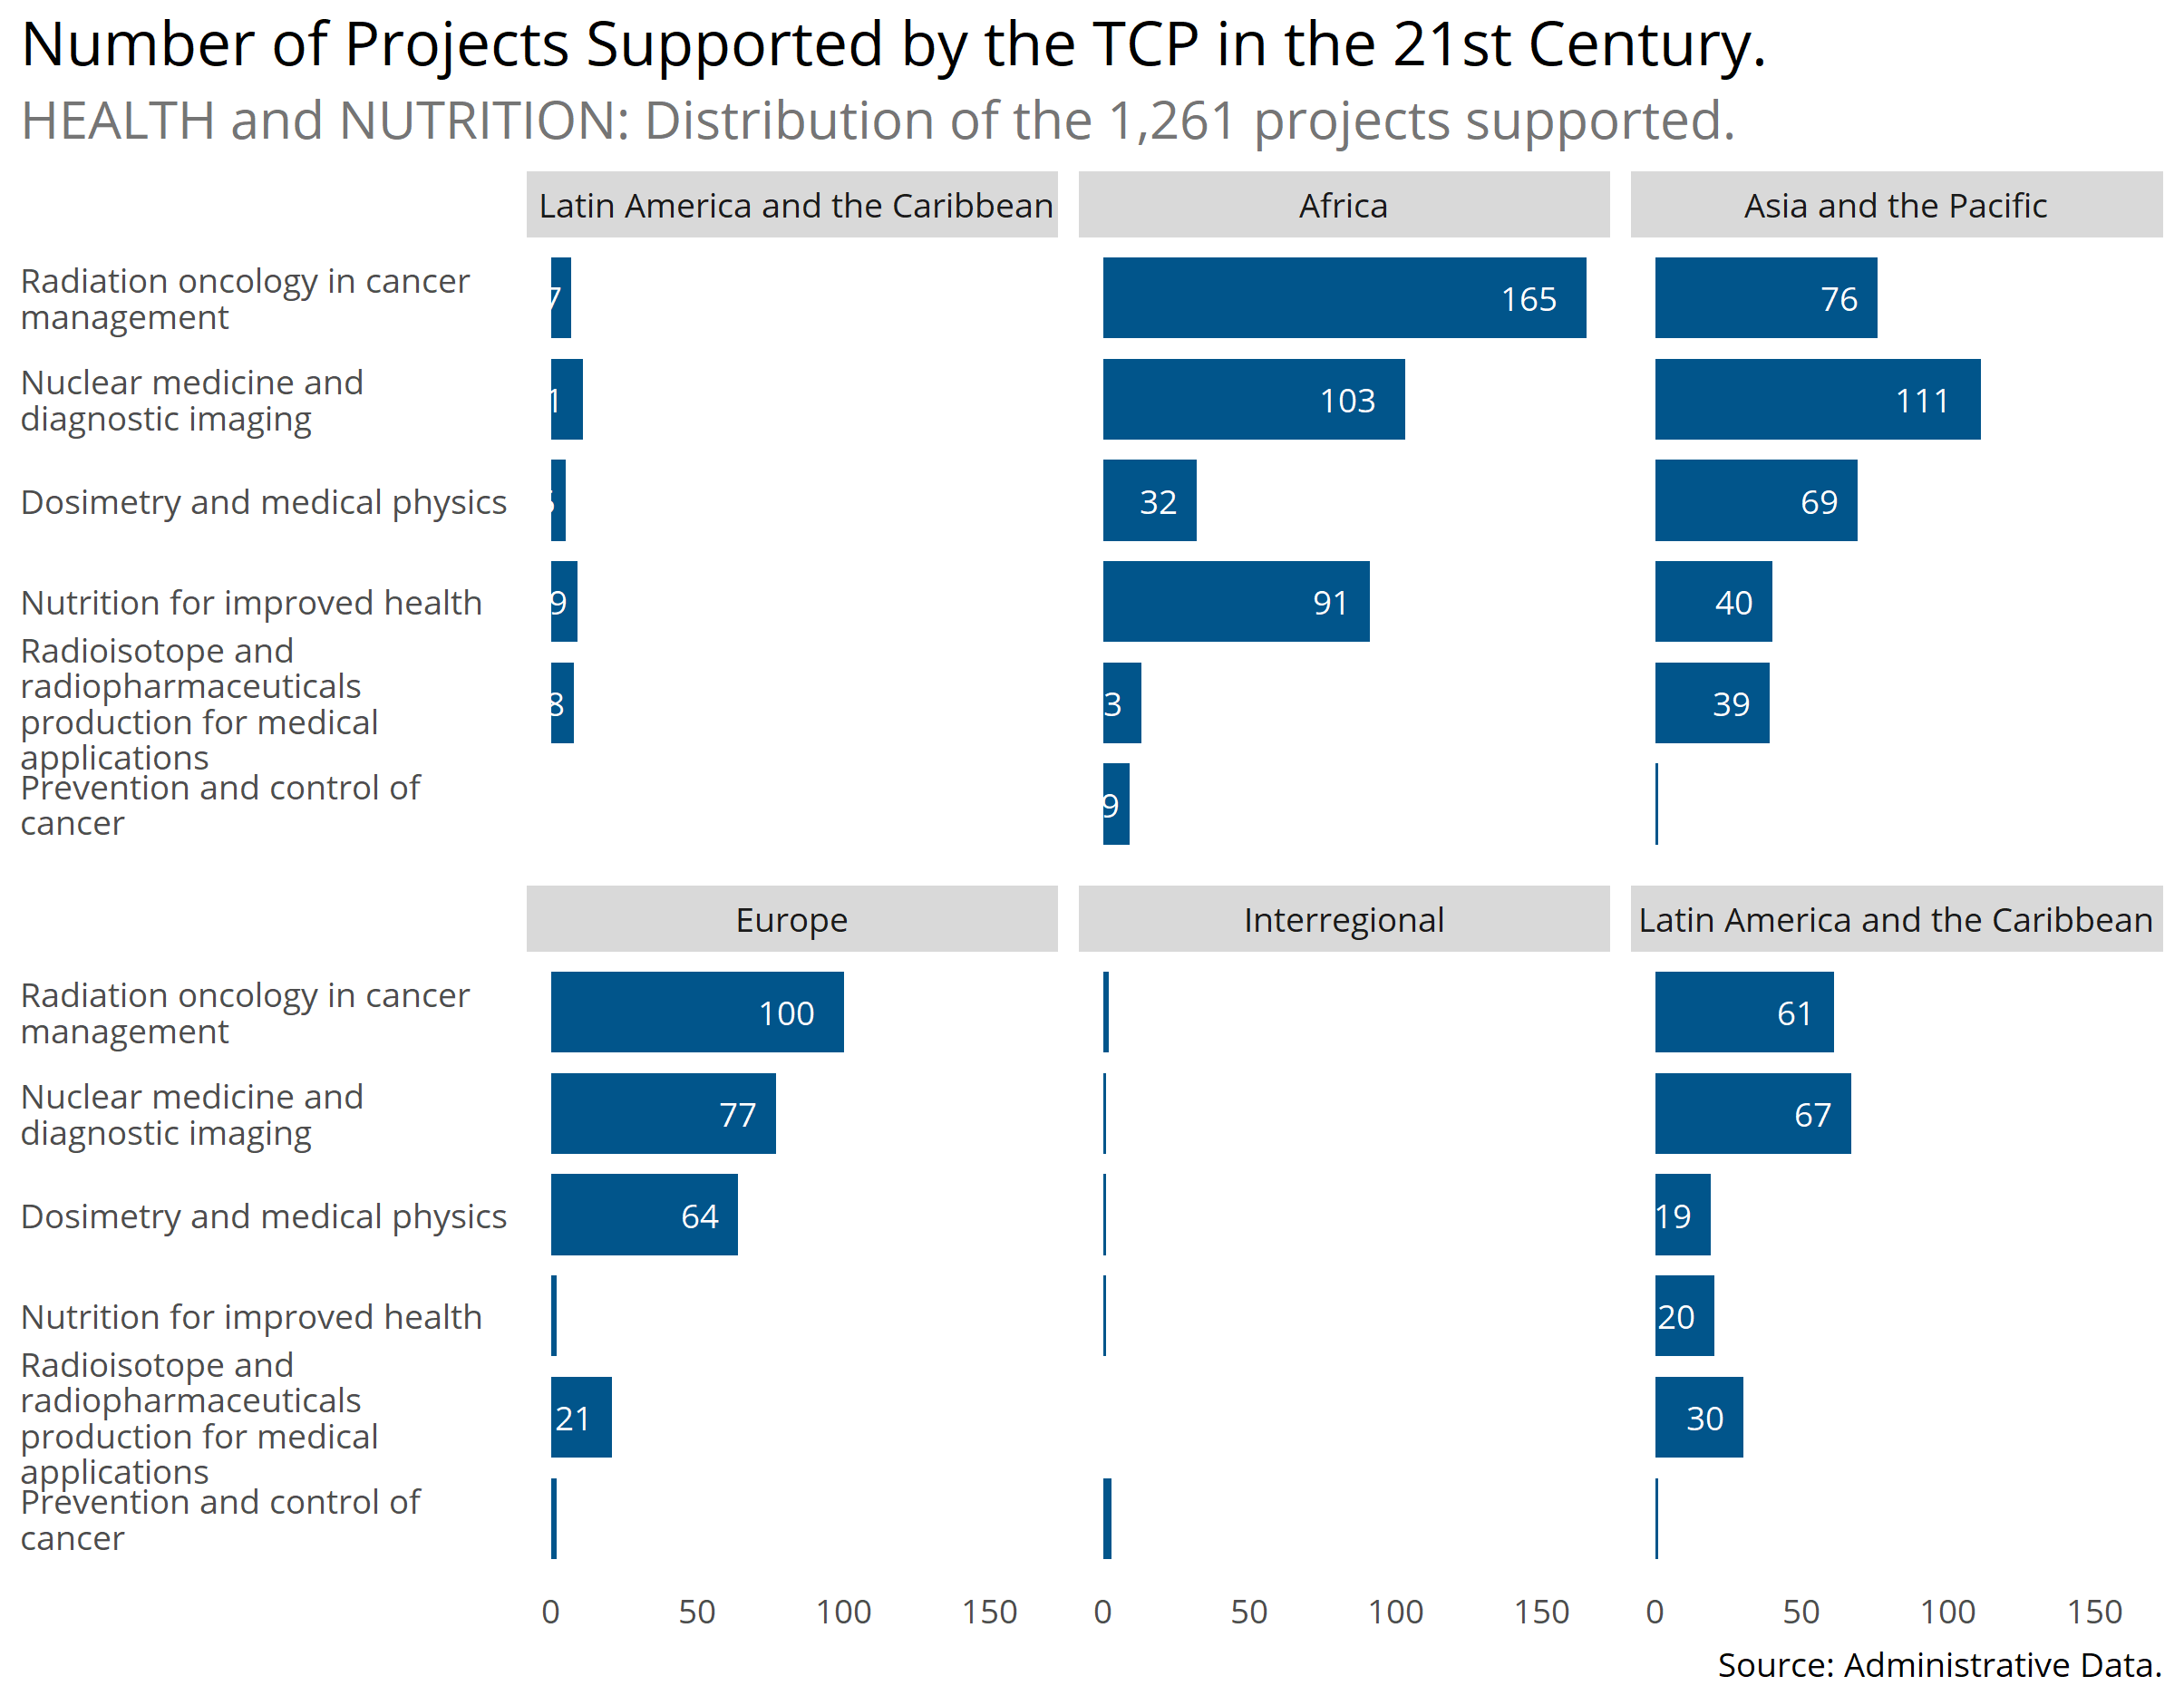 Number of Projects Supported by the TCP in the 21st Century.
HEALTH and NUTRITION: Distribution of the 1,261 projects supported.
Latin America and the Caribbean Africa Asia and the Pacific
Radiation oncology in cancer
management
7 165 76
Nuclear medicine and
diagnostic imaging
1 103 111
Dosimetry and medical physics 32 69
Nutrition for improved health 9 91 40
Radioisotope and
radiopharmaceuticals
production for medical
applications
8 3 39
Prevention and control of
cancer
9
Europe Interregional Latin America and the Caribbean
Radiation oncology in cancer
management
100 61
Nuclear medicine and
diagnostic imaging
77 67
Dosimetry and medical physics 64 19
Nutrition for improved health 20
Radioisotope and
radiopharmaceuticals
production for medical
applications
21 30
Prevention and control of
cancer
0 50 100 150 0 50 100 150 0 50 100 150
Source: Administrative Data.